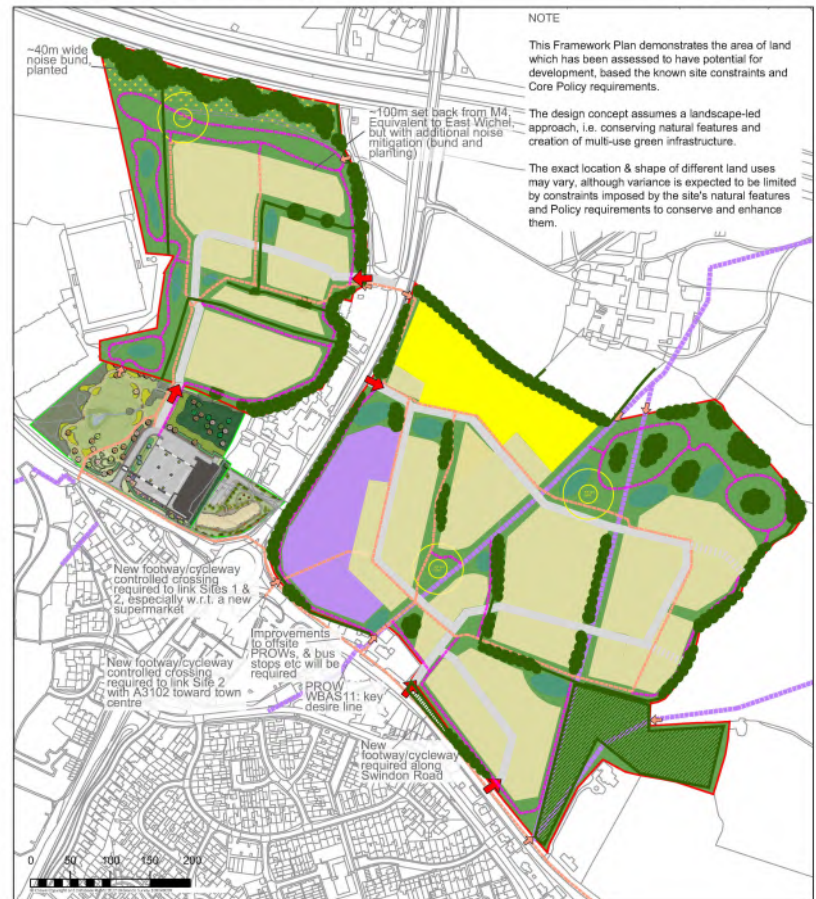 NOTE
This Framework Plan demonstrates the area of land
which has been assessed to have potential for
development, based the known site constraints and
Core Policy requirements.
The design concept assumes a landscape-led
approach, i.e. conserving natural features and
creation of multi-use green infrastructure.
The exact location & shape of different land uses
may vary, although variance is expected to be limited
by constraints imposed by the site's natural features
and Policy requirements to conserve and enhance
them.
~40m wide
noise bund,
planted
~100m set back from M4.
Equivalent to East Wichel,
but with additional noise
mitigation (bund and
planting)
New footway/cycleway
controlled crossing
required to link Sites 1 &
2, especially w.r.t. a new
supermarket
New footway/cycleway
controlled crossing
required to link Site 2
with A3102 toward town
centre
Improvements
to offsite
PROWs, & bus
stops etc will be
required
PROW
WBAS11: key
desire line
New
footway/cycleway
required along
Swindon Road
0 50 100 150 200